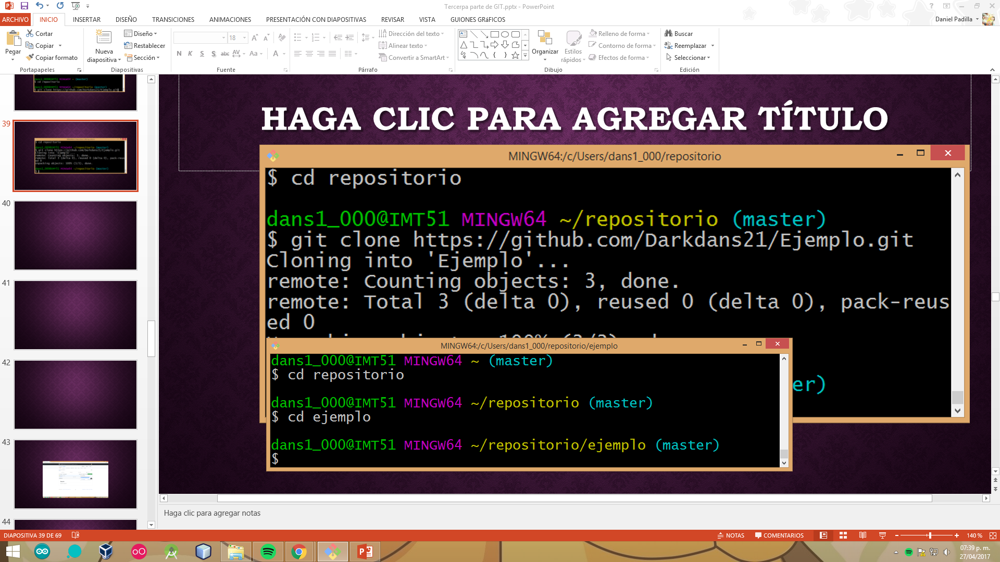 Tercerpa parte de GIT.pptx - PowerPoint
ARCHIVO INICIO INSERTAR DISEÑO TRANSICIONES ANIMACIONES PRESENTACIÓN CON DIAPOSITIVAS REVISAR VISTA GUIONES GRáFICOS
Daniel Padilla
Pegar
Cortar
Copiar
Copiar formato
Portapapeles
Nueva
diapositiva
Diseño
Restablecer
Sección
Diapositivas
18
N K S S abc AV Aa A
Fuente
Dirección del texto
Alinear texto
Convertir a SmartArt
Párrafo
Organizar
Estilos
rápidos
Relleno de forma
Contorno de forma
Efectos de forma
Dibujo
Buscar
Reemplazar
Seleccionar
Edición
39
40
41
42
43
44
HAGA CLIC PARA AGREGAR TÍTULO
MINGW64:/c/Users/dans1_000/repositorio
$ cd repositorio
dans1_000@IMT51 MINGW64 ~/repositorio (master)
$ git clone https://github.com/Darkdans21/Ejemplo.git
Cloning into 'Ejemplo'...
remote: Counting objects: 3, done.
remote: Total 3 (delta 0), reused 0 (delta 0), pack-reus
ed 0
er)
MINGW64:/c/Users/dans1_000/repositorio/ejemplo
dans1_000@IMT51 MINGW64 ~ (master)
$ cd repositorio
dans1_000@IMT51 MINGW64 ~/repositorio (master)
$ cd ejemplo
dans1_000@IMT51 MINGW64 ~/repositorio/ejemplo (master)
$
Haga clic para agregar notas
DIAPOSITIVA 39 DE 69
NOTAS COMENTARIOS 140 %
07:39 p. m.
27/04/2017